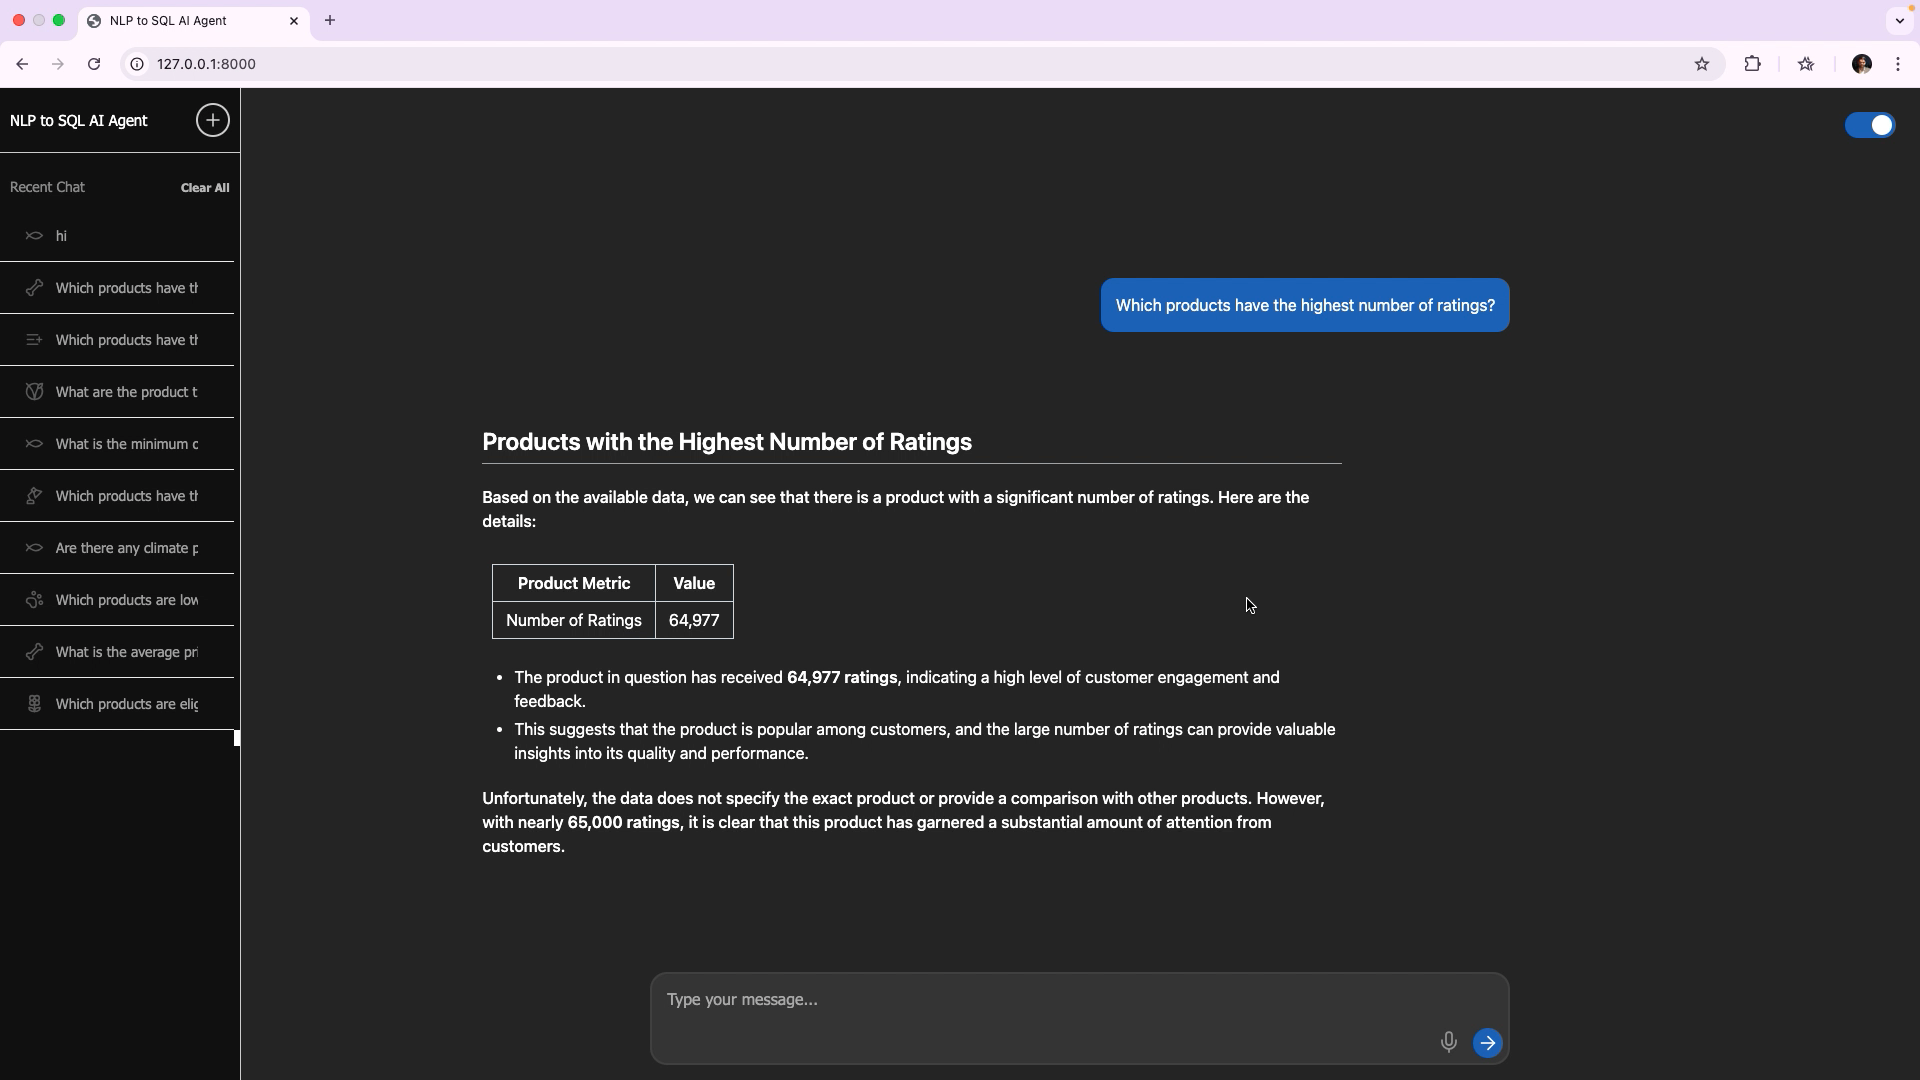 NLP to SQL AI Agent
127.0.0.1:8000
NLP to SQL AI Agent
Recent Chat
Clear All
hi
Which products have th
Which products have th
What are the product t
What is the minimum c
Which products have th
Are there any climate p
Which products are low
What is the average pri
Which products are elig
Which products have the highest number of ratings?
Products with the Highest Number of Ratings
Based on the available data, we can see that there is a product with a significant number of ratings. Here are the
details:
Product Metric Value
Number of Ratings 64,977
• The product in question has received 64,977 ratings, indicating a high level of customer engagement and
feedback.
• This suggests that the product is popular among customers, and the large number of ratings can provide valuable
insights into its quality and performance.
Unfortunately, the data does not specify the exact product or provide a comparison with other products. However,
with nearly 65,000 ratings, it is clear that this product has garnered a substantial amount of attention from
customers.
Type your message...